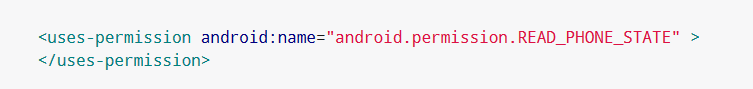 <uses-permission android:name="android.permission.READ_PHONE_STATE" >
</uses-permission>